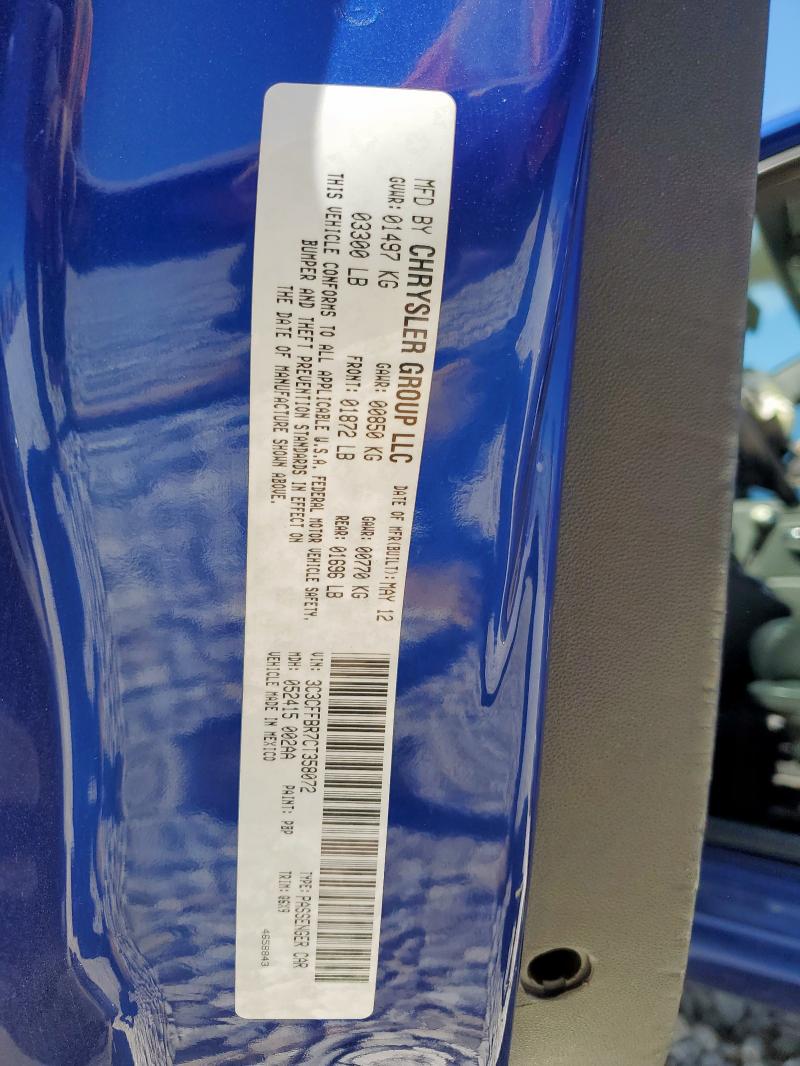 MFD BY CHRYSLER GROUP LLC DATE OF MFR(BUILT): MAY 12
GVWR: 01497 KG GAWR: 00850 KG GAWR: 00770 KG
03300 LB FRONT: 01872 LB REAR: 01696 LB
THIS VEHICLE CONFORMS TO ALL APPLICABLE U.S.A. FEDERAL MOTOR VEHICLE SAFETY,
BUMPER AND THEFT PREVENTION STANDARDS IN EFFECT ON
THE DATE OF MANUFACTURE SHOWN ABOVE.
VIN: 3C3CFFBR7CT358072 TYPE: PASSENGER CAR
MDH: 052415 002AA PAINT: PBP TRIM: O6X9
VEHICLE MADE IN MEXICO
4658843